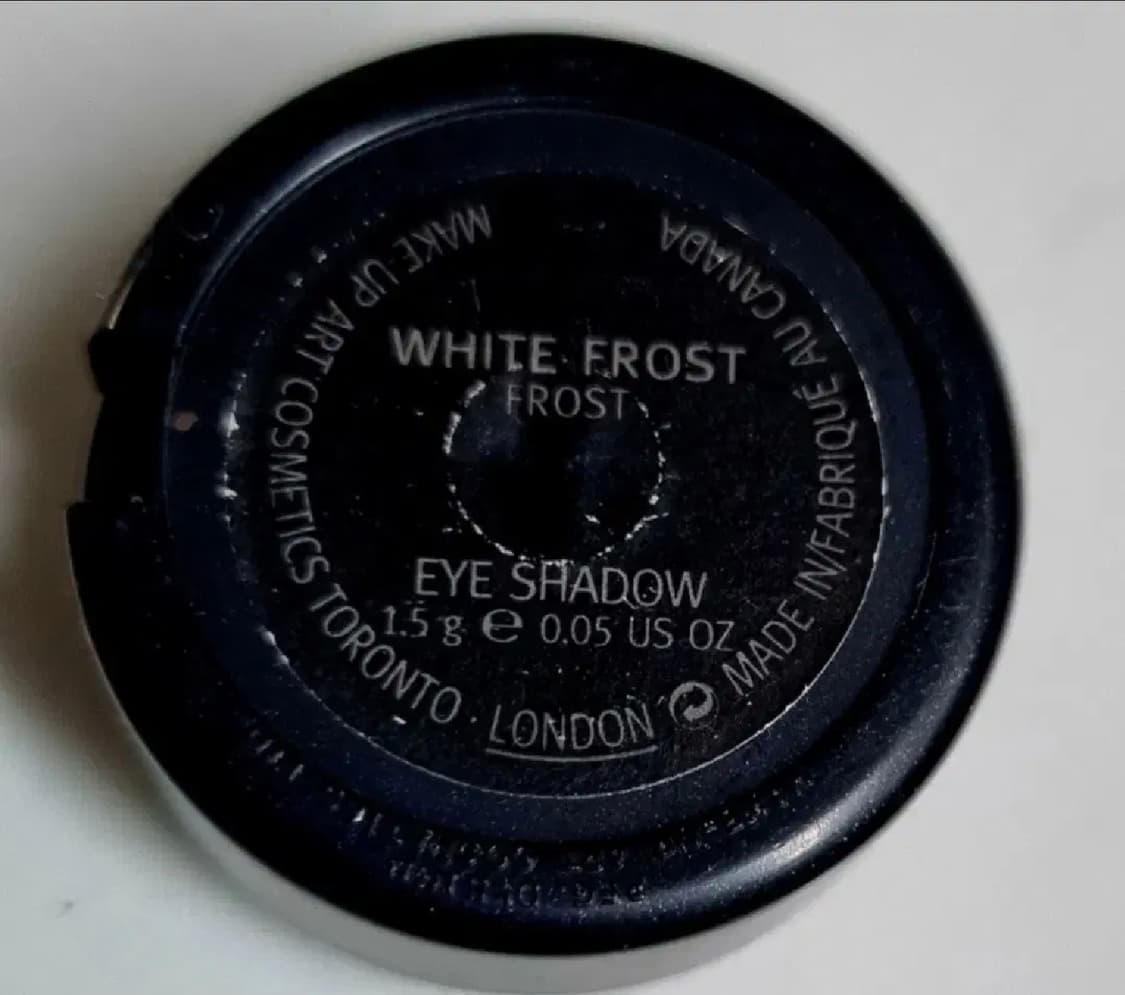 WHITE FROST
FROST
EYE SHADOW
1.5 g e 0.05 US OZ
MAKE UP ART COSMETICS TORONTO · LONDON
MADE IN/FABRIQUÉ AU CANADA